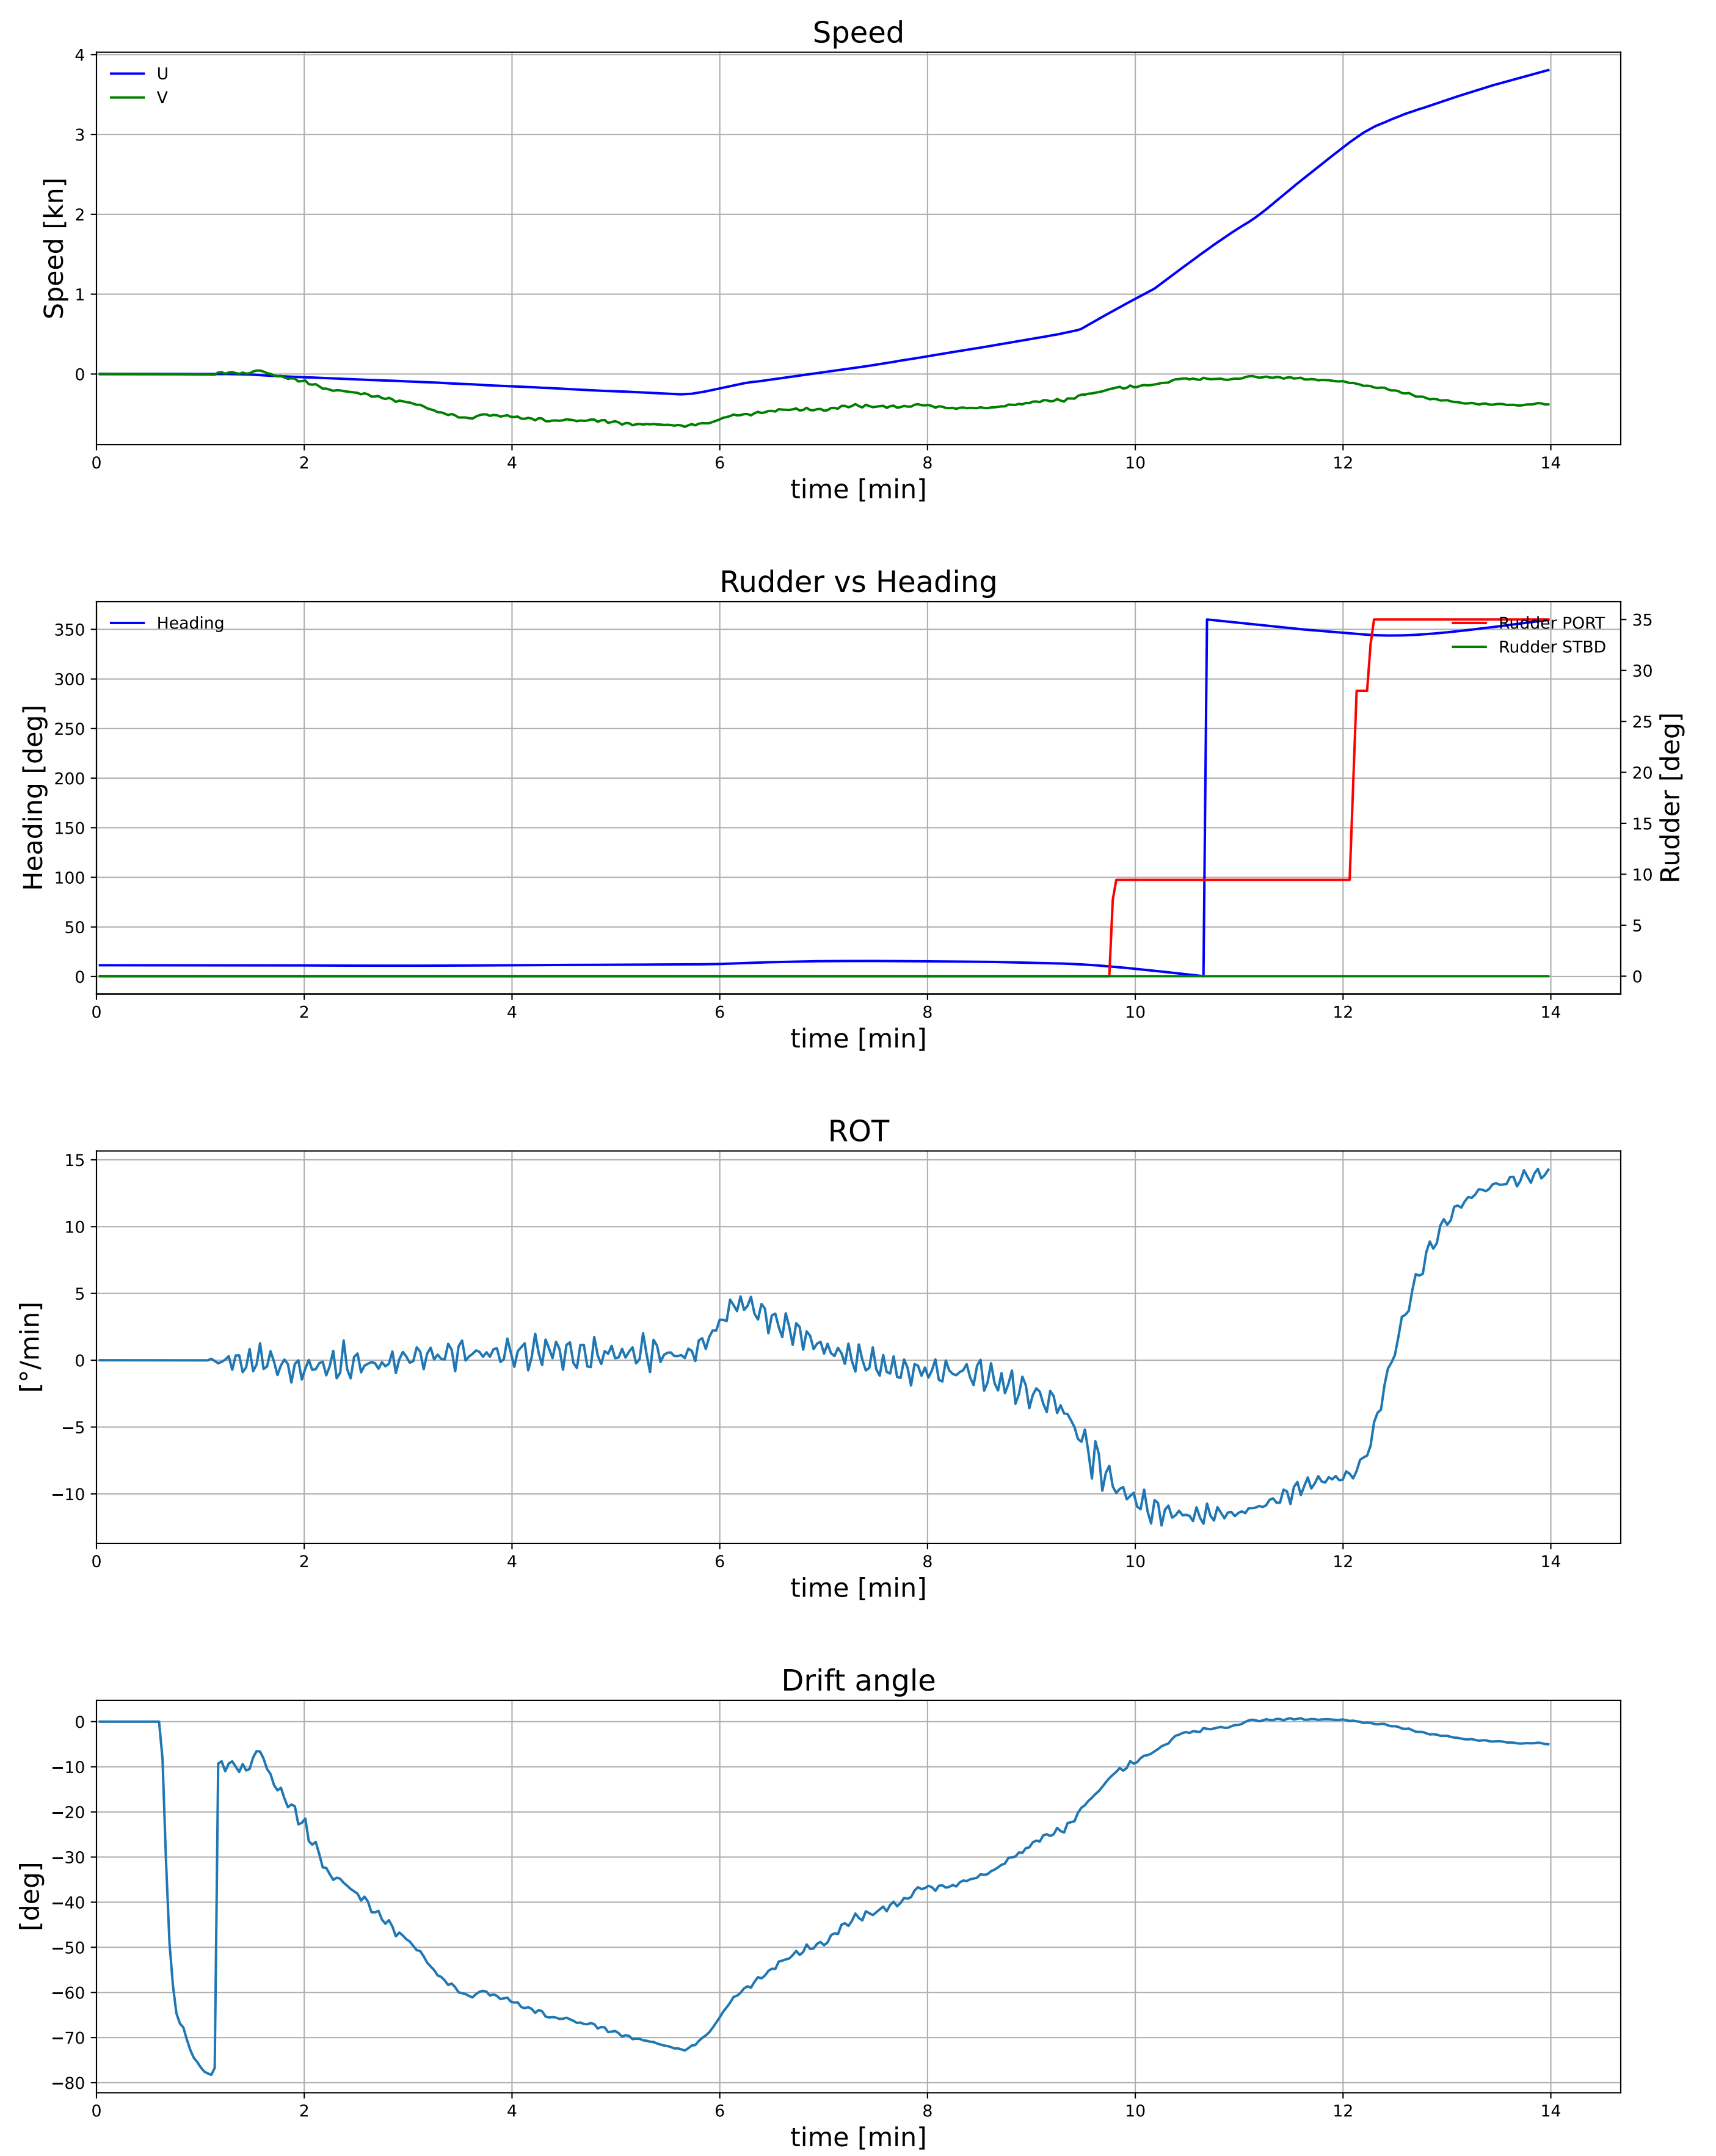 Speed
U
V
4
3
2
1
0
Speed [kn]
0 2 4 6 8 10 12 14
time [min]
Rudder vs Heading
Heading
Rudder PORT
Rudder STBD
350
300
250
200
150
100
50
0
Heading [deg]
35
30
25
20
15
10
5
0
Rudder [deg]
0 2 4 6 8 10 12 14
time [min]
ROT
15
10
5
0
−5
−10
[°/min]
0 2 4 6 8 10 12 14
time [min]
Drift angle
0
−10
−20
−30
−40
−50
−60
−70
−80
[deg]
0 2 4 6 8 10 12 14
time [min]